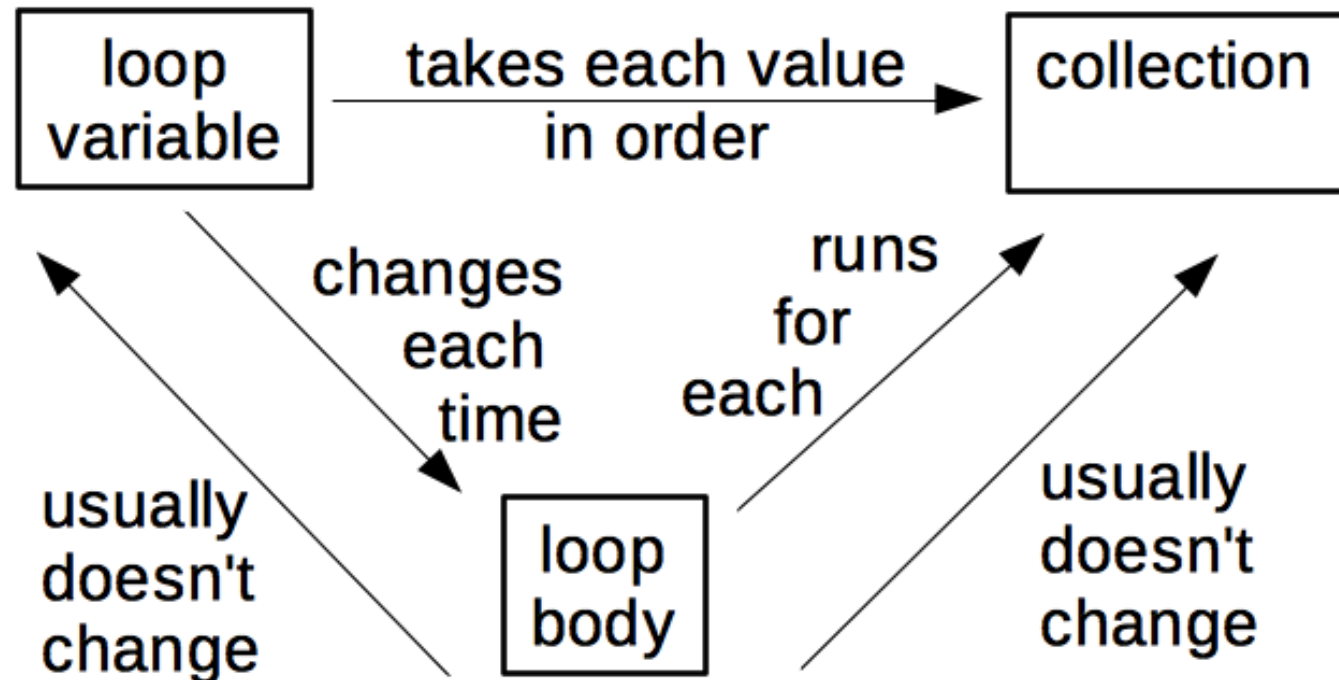 loop
variable
takes each value
in order
collection
changes
each
time
runs
for
each
usually
doesn't
change
loop
body
usually
doesn't
change